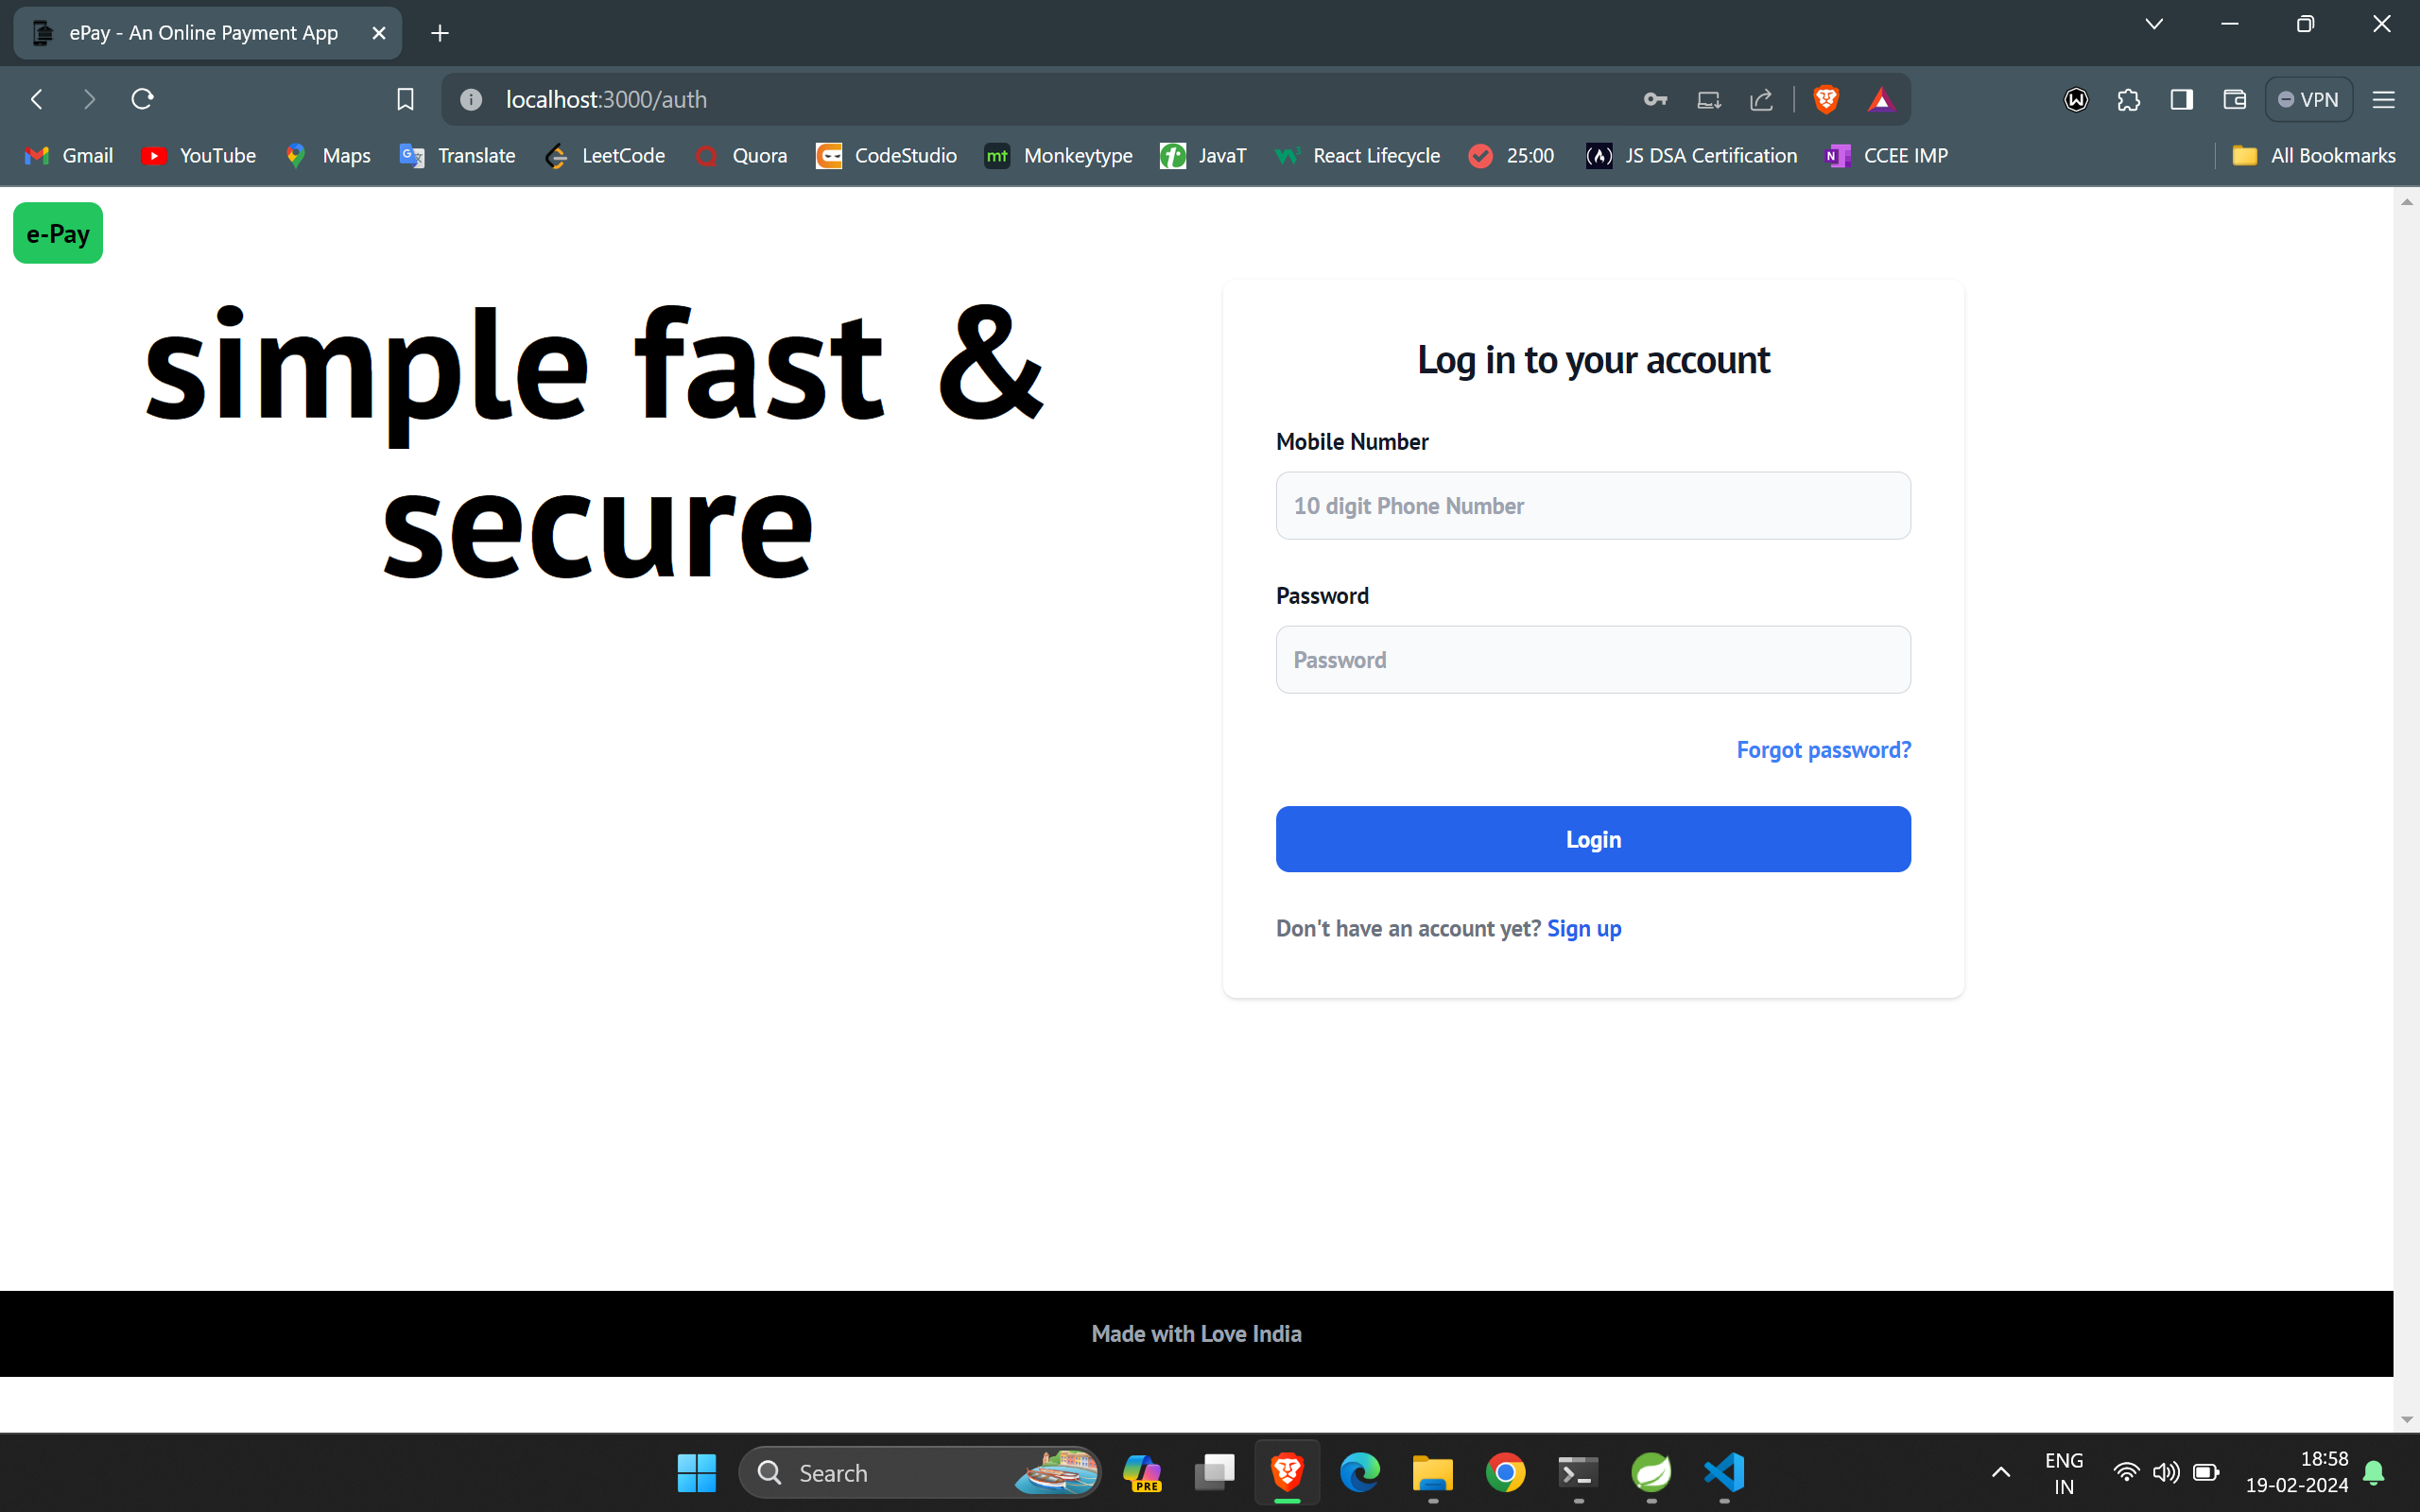 ePay - An Online Payment App
localhost:3000/auth
VPN
Gmail YouTube Maps Translate LeetCode Quora CodeStudio mt Monkeytype JavaT React Lifecycle 25:00 JS DSA Certification CCEE IMP All Bookmarks
e-Pay
simple fast &
secure
Log in to your account
Mobile Number
10 digit Phone Number
Password
Password
Forgot password?
Login
Don't have an account yet? Sign up
Made with Love India
Search
PRE
ENG
IN
18:58
19-02-2024